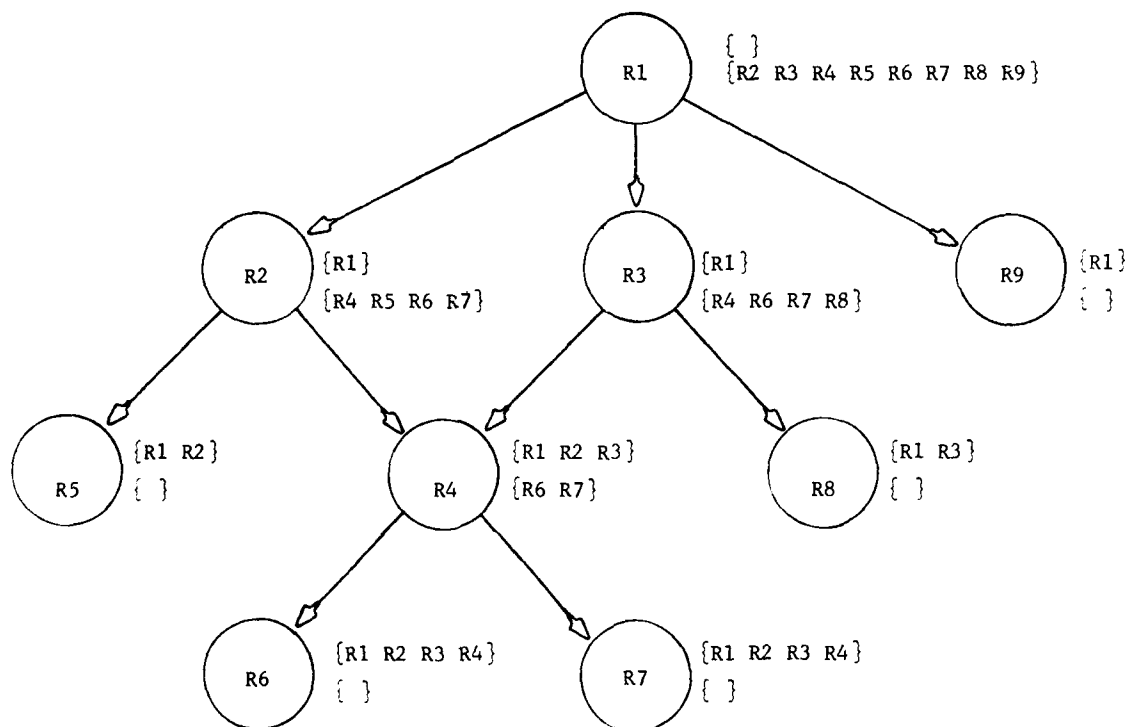 { }
R1
{R2 R3 R4 R5 R6 R7 R8 R9}
R2
{R1}
{R4 R5 R6 R7}
R3
{R1}
{R4 R6 R7 R8}
R9
{R1}
{ }
R5
{R1 R2}
{ }
R4
{R1 R2 R3}
{R6 R7}
R8
{R1 R3}
{ }
R6
{R1 R2 R3 R4}
{ }
R7
{R1 R2 R3 R4}
{ }